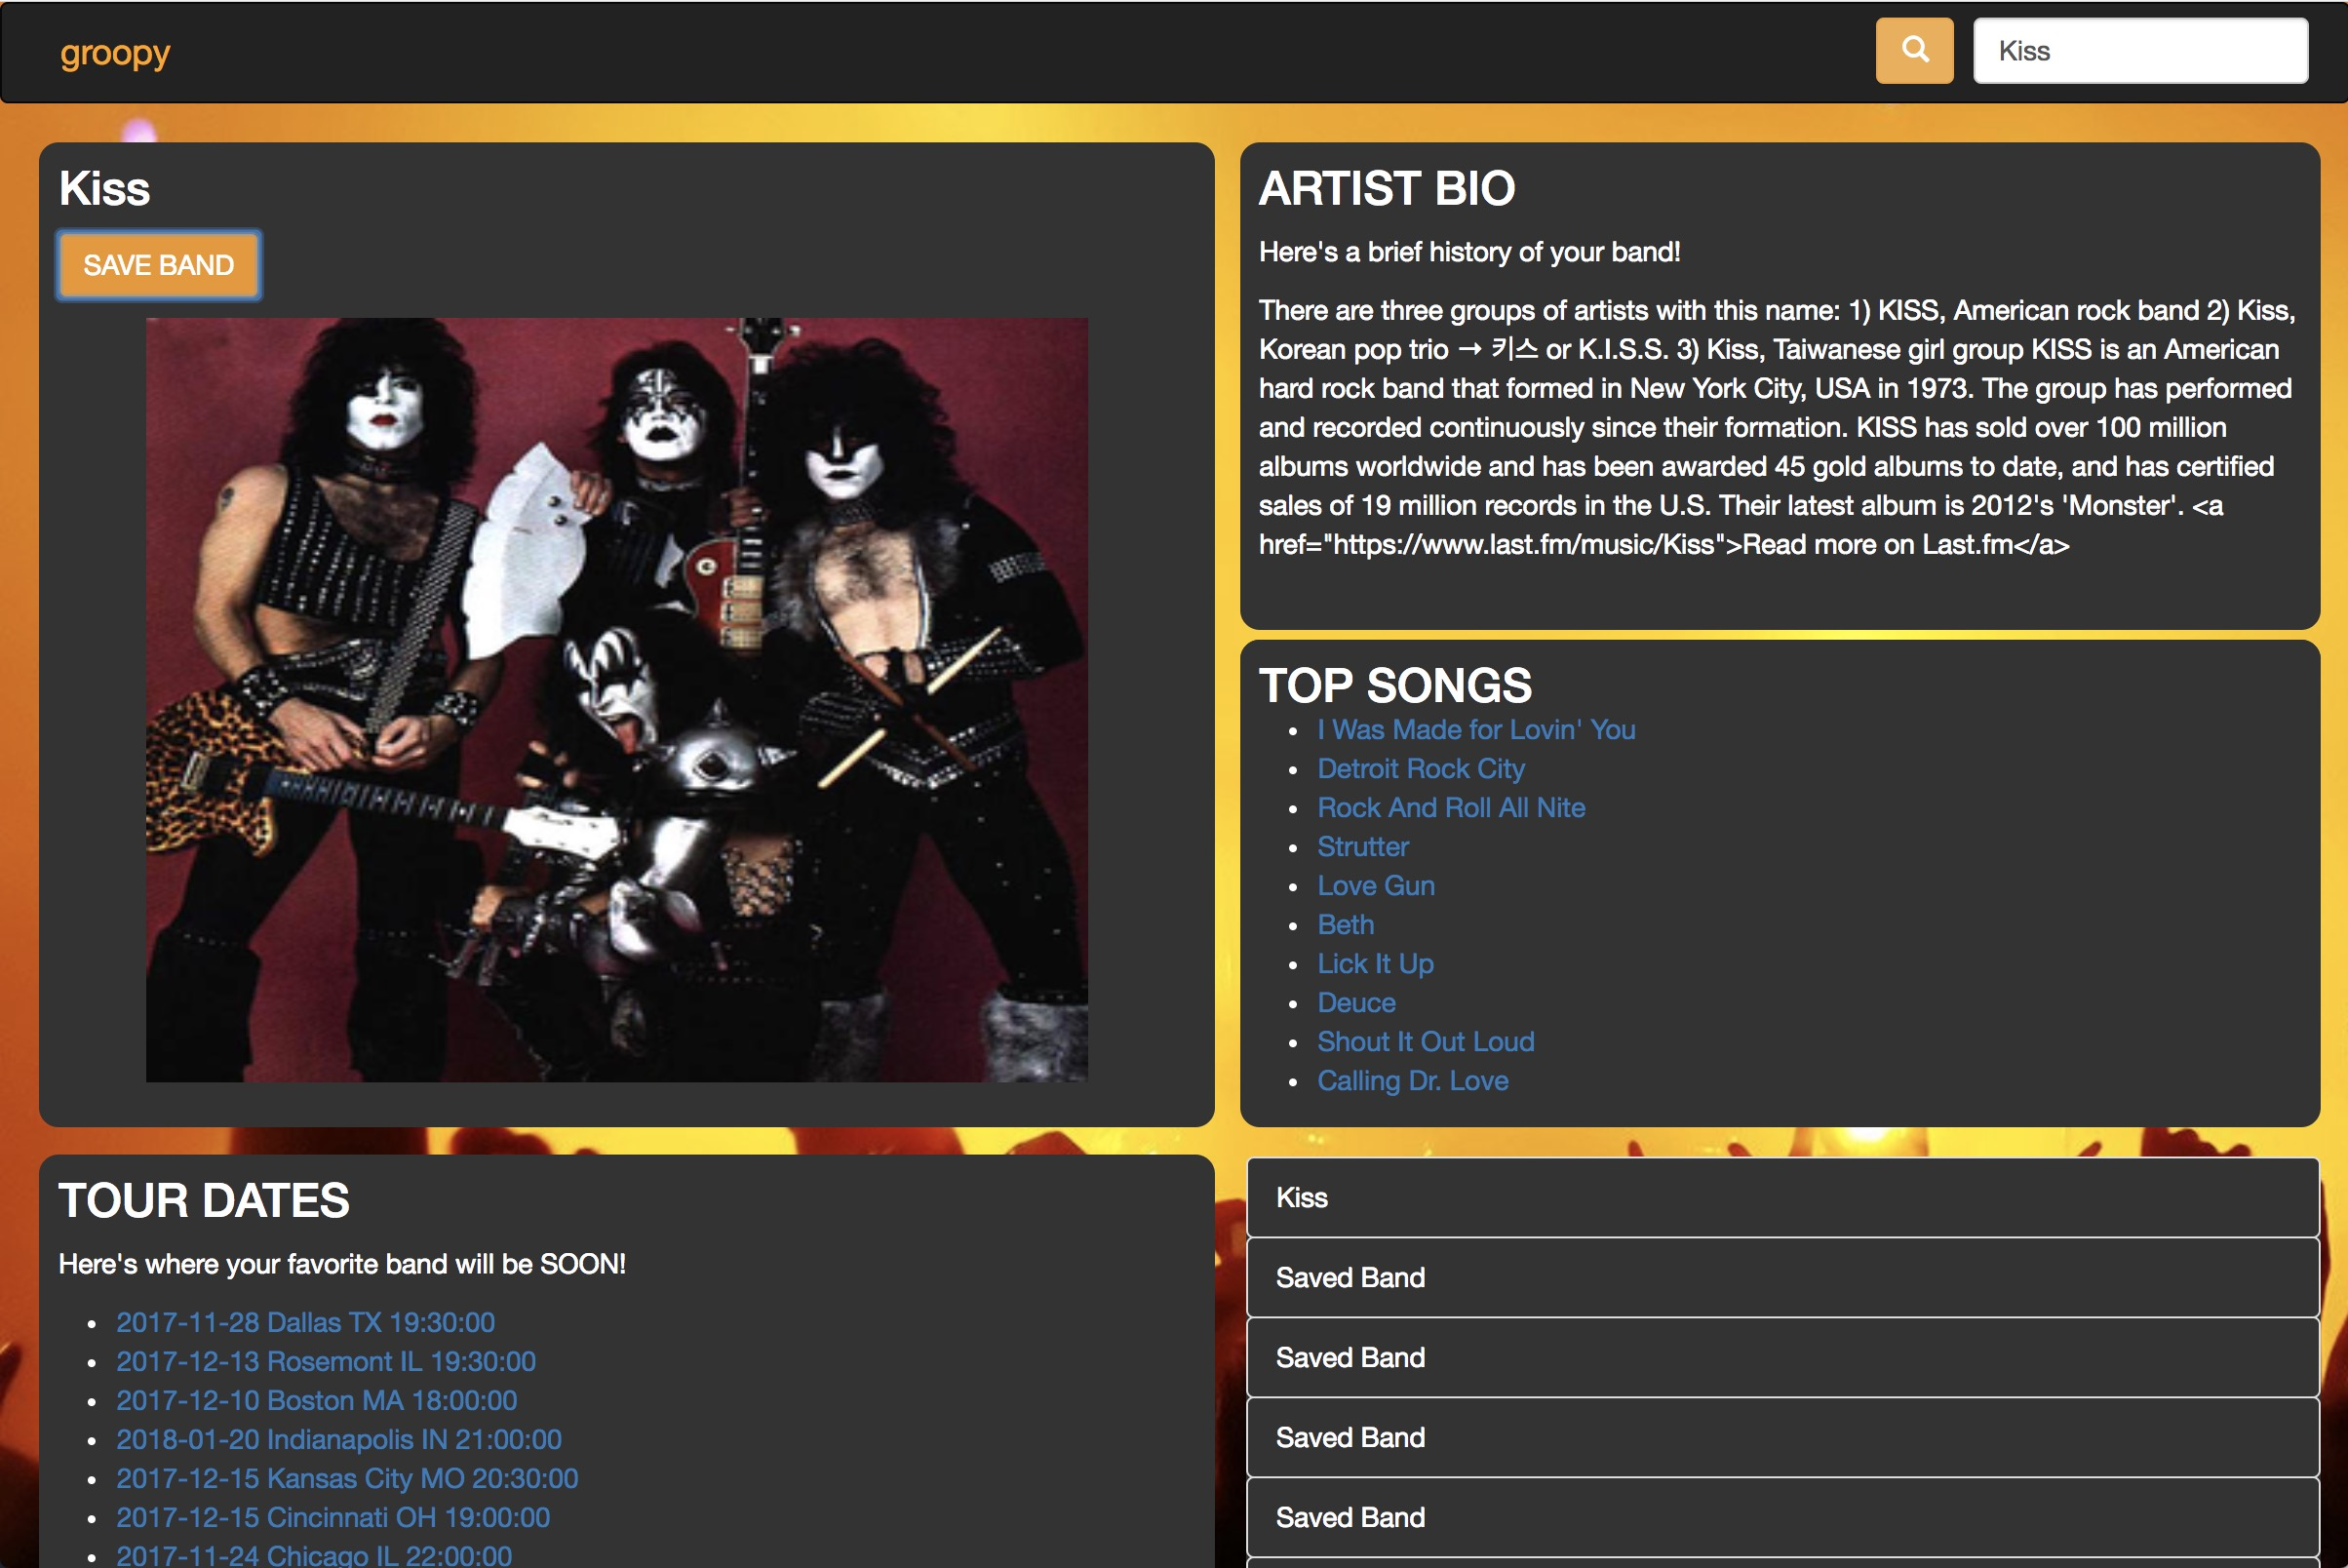 groopy
Kiss
Kiss
SAVE BAND
ARTIST BIO
Here's a brief history of your band!
There are three groups of artists with this name: 1) KISS, American rock band 2) Kiss,
Korean pop trio → 키스 or K.I.S.S. 3) Kiss, Taiwanese girl group KISS is an American
hard rock band that formed in New York City, USA in 1973. The group has performed
and recorded continuously since their formation. KISS has sold over 100 million
albums worldwide and has been awarded 45 gold albums to date, and has certified
sales of 19 million records in the U.S. Their latest album is 2012's 'Monster'. <a
href="https://www.last.fm/music/Kiss">Read more on Last.fm</a>
TOP SONGS
I Was Made for Lovin' You
Detroit Rock City
Rock And Roll All Nite
Strutter
Love Gun
Beth
Lick It Up
Deuce
Shout It Out Loud
Calling Dr. Love
TOUR DATES
Here's where your favorite band will be SOON!
2017-11-28 Dallas TX 19:30:00
2017-12-13 Rosemont IL 19:30:00
2017-12-10 Boston MA 18:00:00
2018-01-20 Indianapolis IN 21:00:00
2017-12-15 Kansas City MO 20:30:00
2017-12-15 Cincinnati OH 19:00:00
2017-11-24 Chicago IL 22:00:00
Kiss
Saved Band
Saved Band
Saved Band
Saved Band